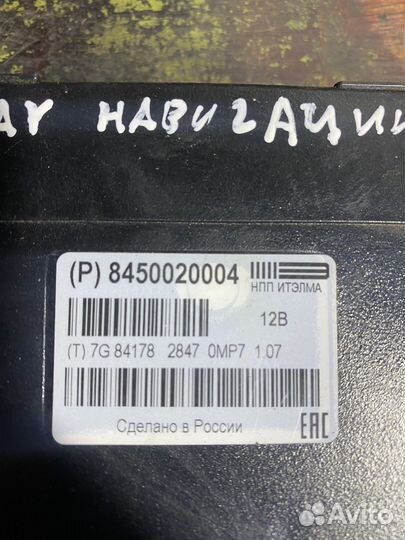 НАВИГАЦИИ
(P) 8450020004
НПП ИТЭЛМА
12В
(T) 7G 84178 2847 0MP7 1.07
Сделано в России
EAC
Avito